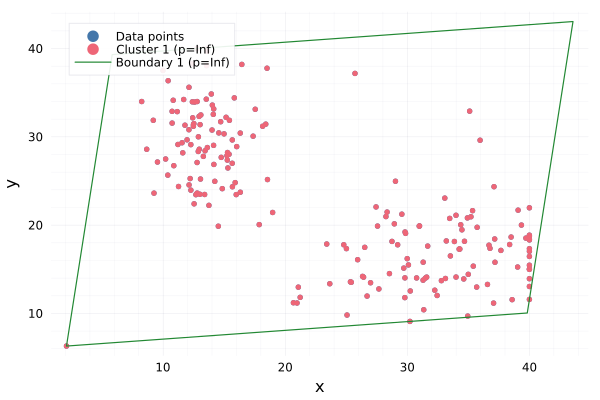 Data points
Cluster 1 (p=Inf)
Boundary 1 (p=Inf)
40
30
20
10
y
10 20 30 40
x